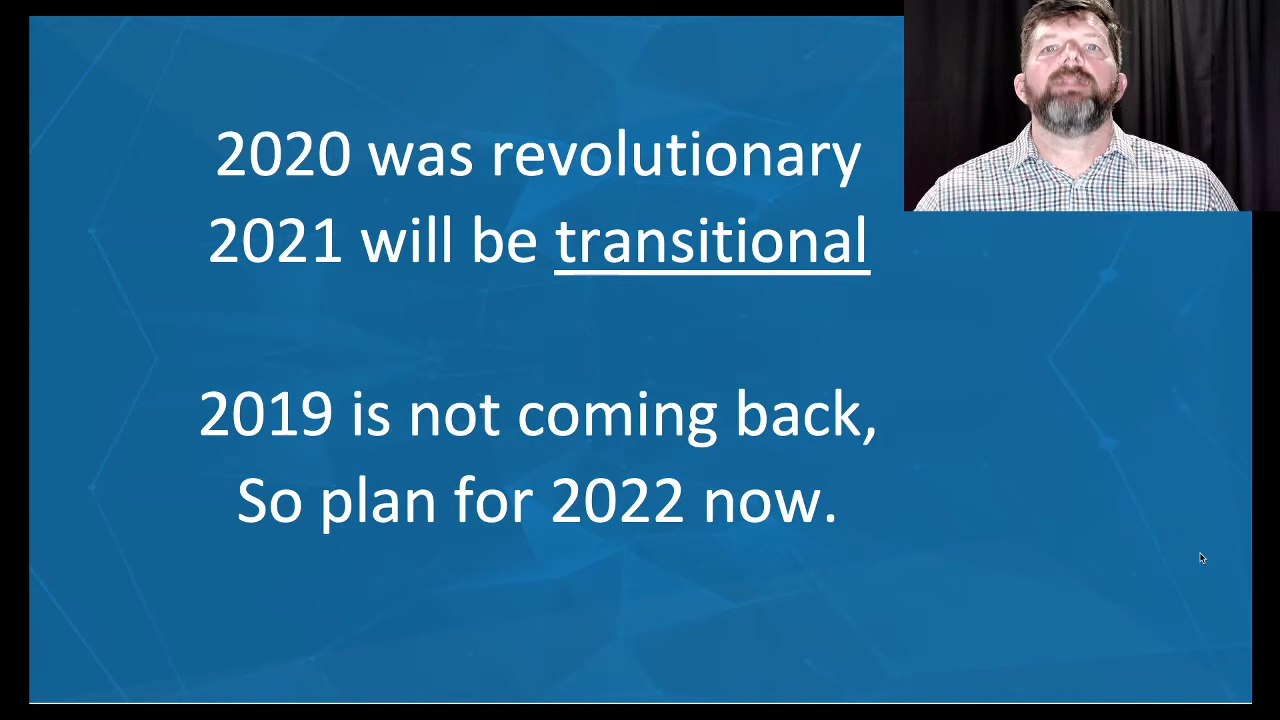 2020 was revolutionary
2021 will be transitional
2019 is not coming back,
So plan for 2022 now.